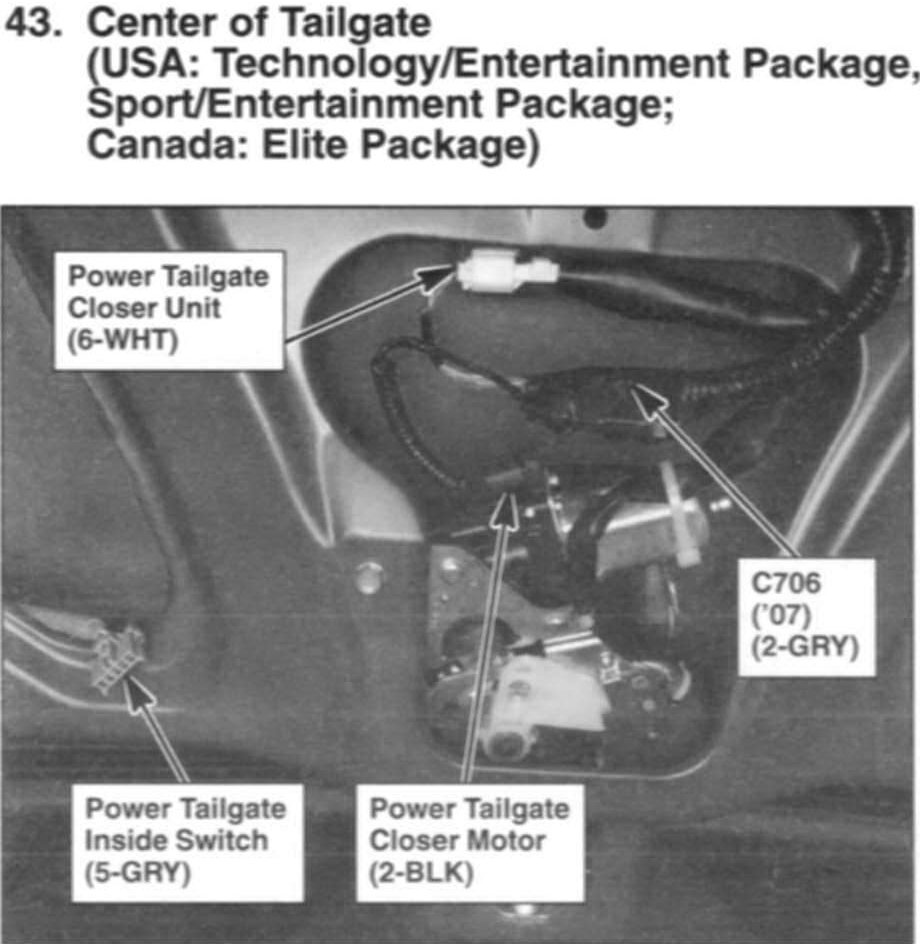 43. Center of Tailgate
(USA: Technology/Entertainment Package,
Sport/Entertainment Package;
Canada: Elite Package)
Power Tailgate
Closer Unit
(6-WHT)
C706
('07)
(2-GRY)
Power Tailgate
Inside Switch
(5-GRY)
Power Tailgate
Closer Motor
(2-BLK)